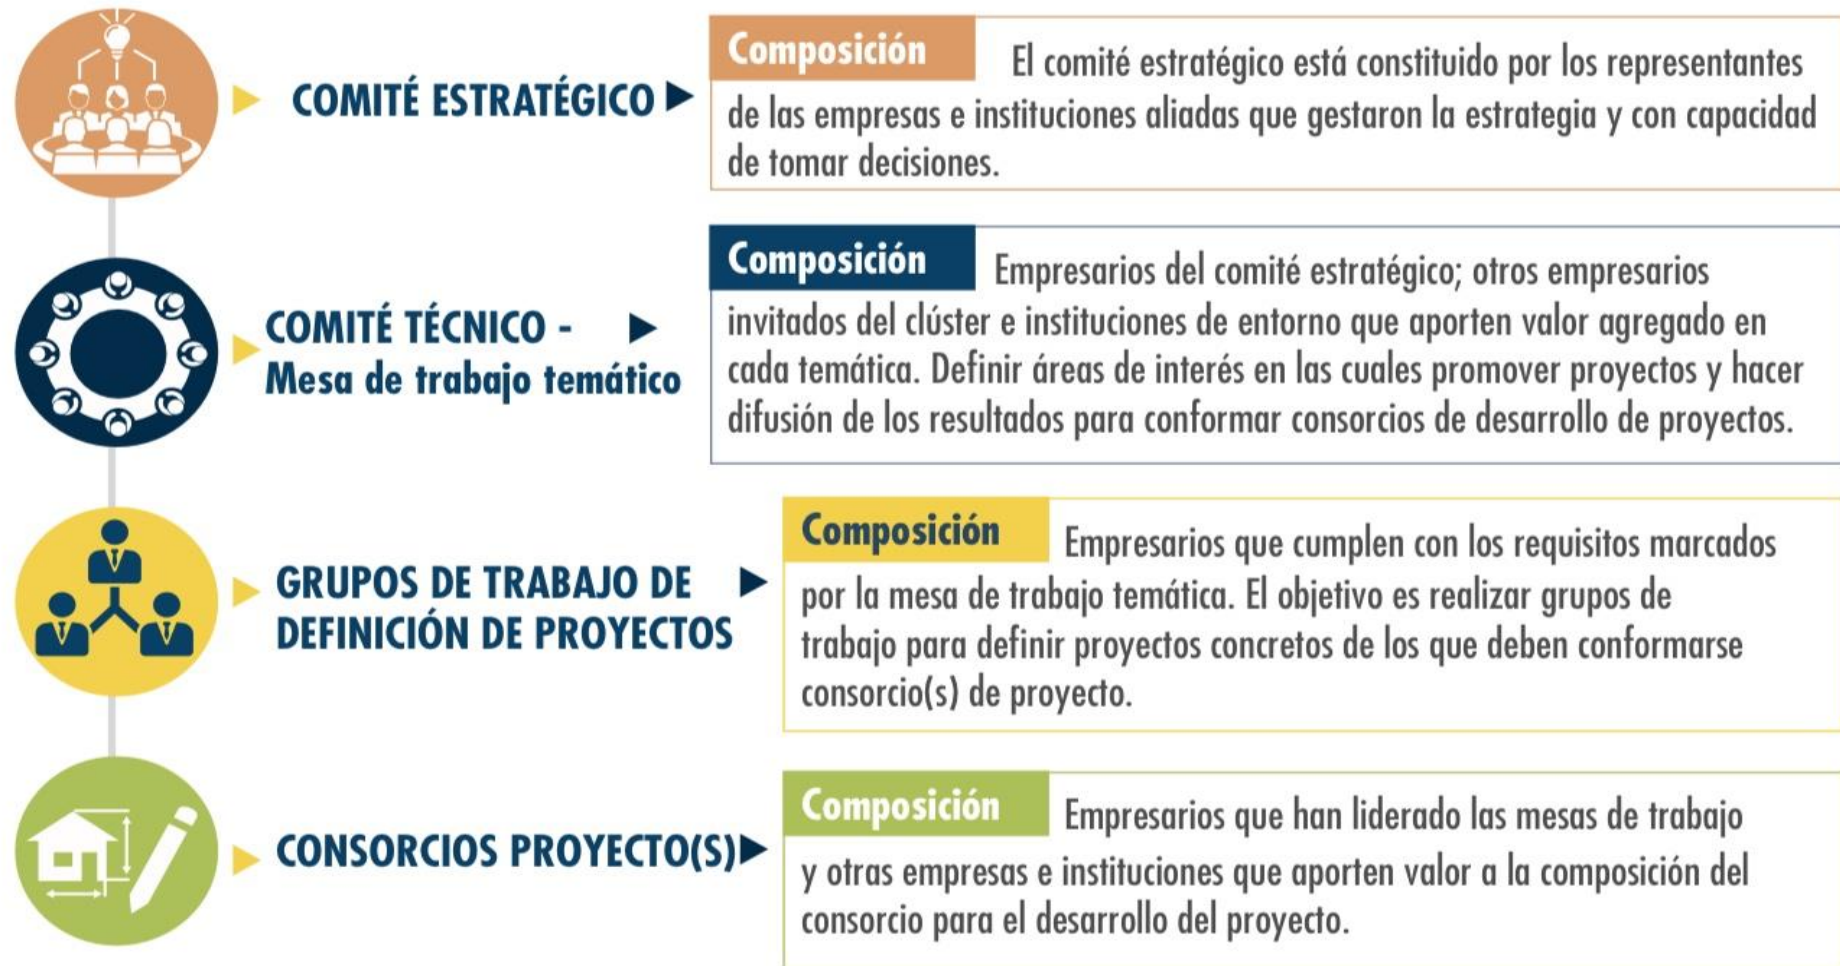 COMITÉ ESTRATÉGICO
Composición El comité estratégico está constituido por los representantes
de las empresas e instituciones aliadas que gestaron la estrategia y con capacidad
de tomar decisiones.
COMITÉ TÉCNICO -
Mesa de trabajo temático
Composición Empresarios del comité estratégico; otros empresarios
invitados del clúster e instituciones de entorno que aporten valor agregado en
cada temática. Definir áreas de interés en las cuales promover proyectos y hacer
difusión de los resultados para conformar consorcios de desarrollo de proyectos.
GRUPOS DE TRABAJO DE
DEFINICIÓN DE PROYECTOS
Composición Empresarios que cumplen con los requisitos marcados
por la mesa de trabajo temática. El objetivo es realizar grupos de
trabajo para definir proyectos concretos de los que deben conformarse
consorcio(s) de proyecto.
CONSORCIOS PROYECTO(S)
Composición Empresarios que han liderado las mesas de trabajo
y otras empresas e instituciones que aporten valor a la composición del
consorcio para el desarrollo del proyecto.